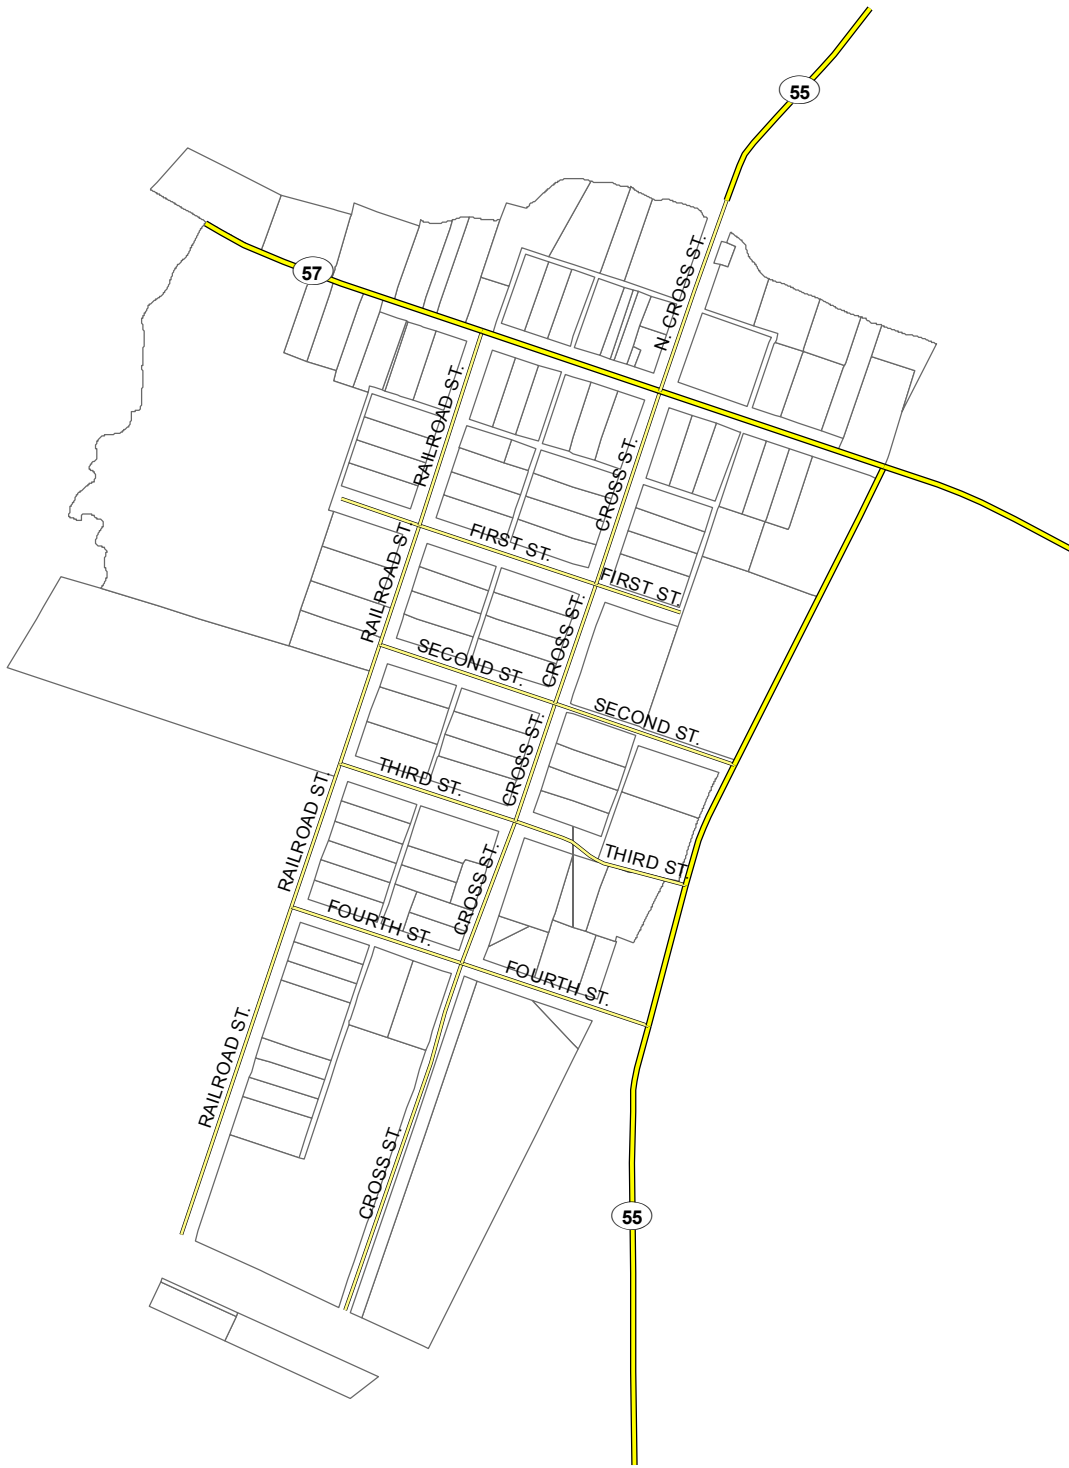 55
57
N. CROSS ST.
RAILROAD ST.
CROSS ST.
FIRST ST.
RAILROAD ST.
FIRST ST.
CROSS ST.
SECOND ST.
SECOND ST.
CROSS ST.
THIRD ST.
RAILROAD ST.
THIRD ST.
CROSS ST.
FOURTH ST.
FOURTH ST.
RAILROAD ST.
CROSS ST.
55